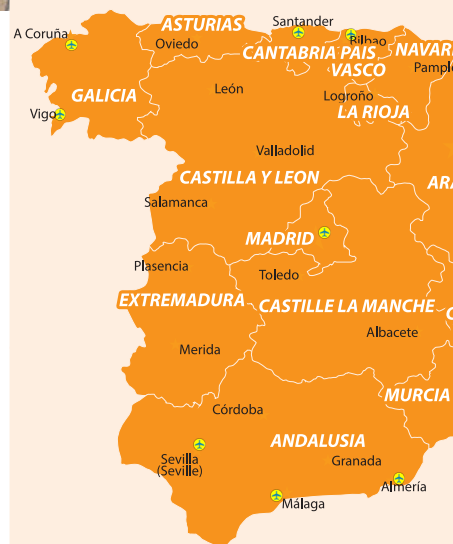 Santander
ASTURIAS
A Coruña
Oviedo
Bilbao
CANTABRIA
PAIS
VASCO
NAVAR
Pampl
León
GALICIA
Logroño
LA RIOJA
Vigo
Valladolid
CASTILLA Y LEON
ARA
Salamanca
MADRID
Plasencia
Toledo
EXTREMADURA
CASTILLE LA MANCHE
Albacete
Merida
MURCIA
Córdoba
ANDALUSIA
Sevilla
(Seville)
Granada
Almería
Málaga